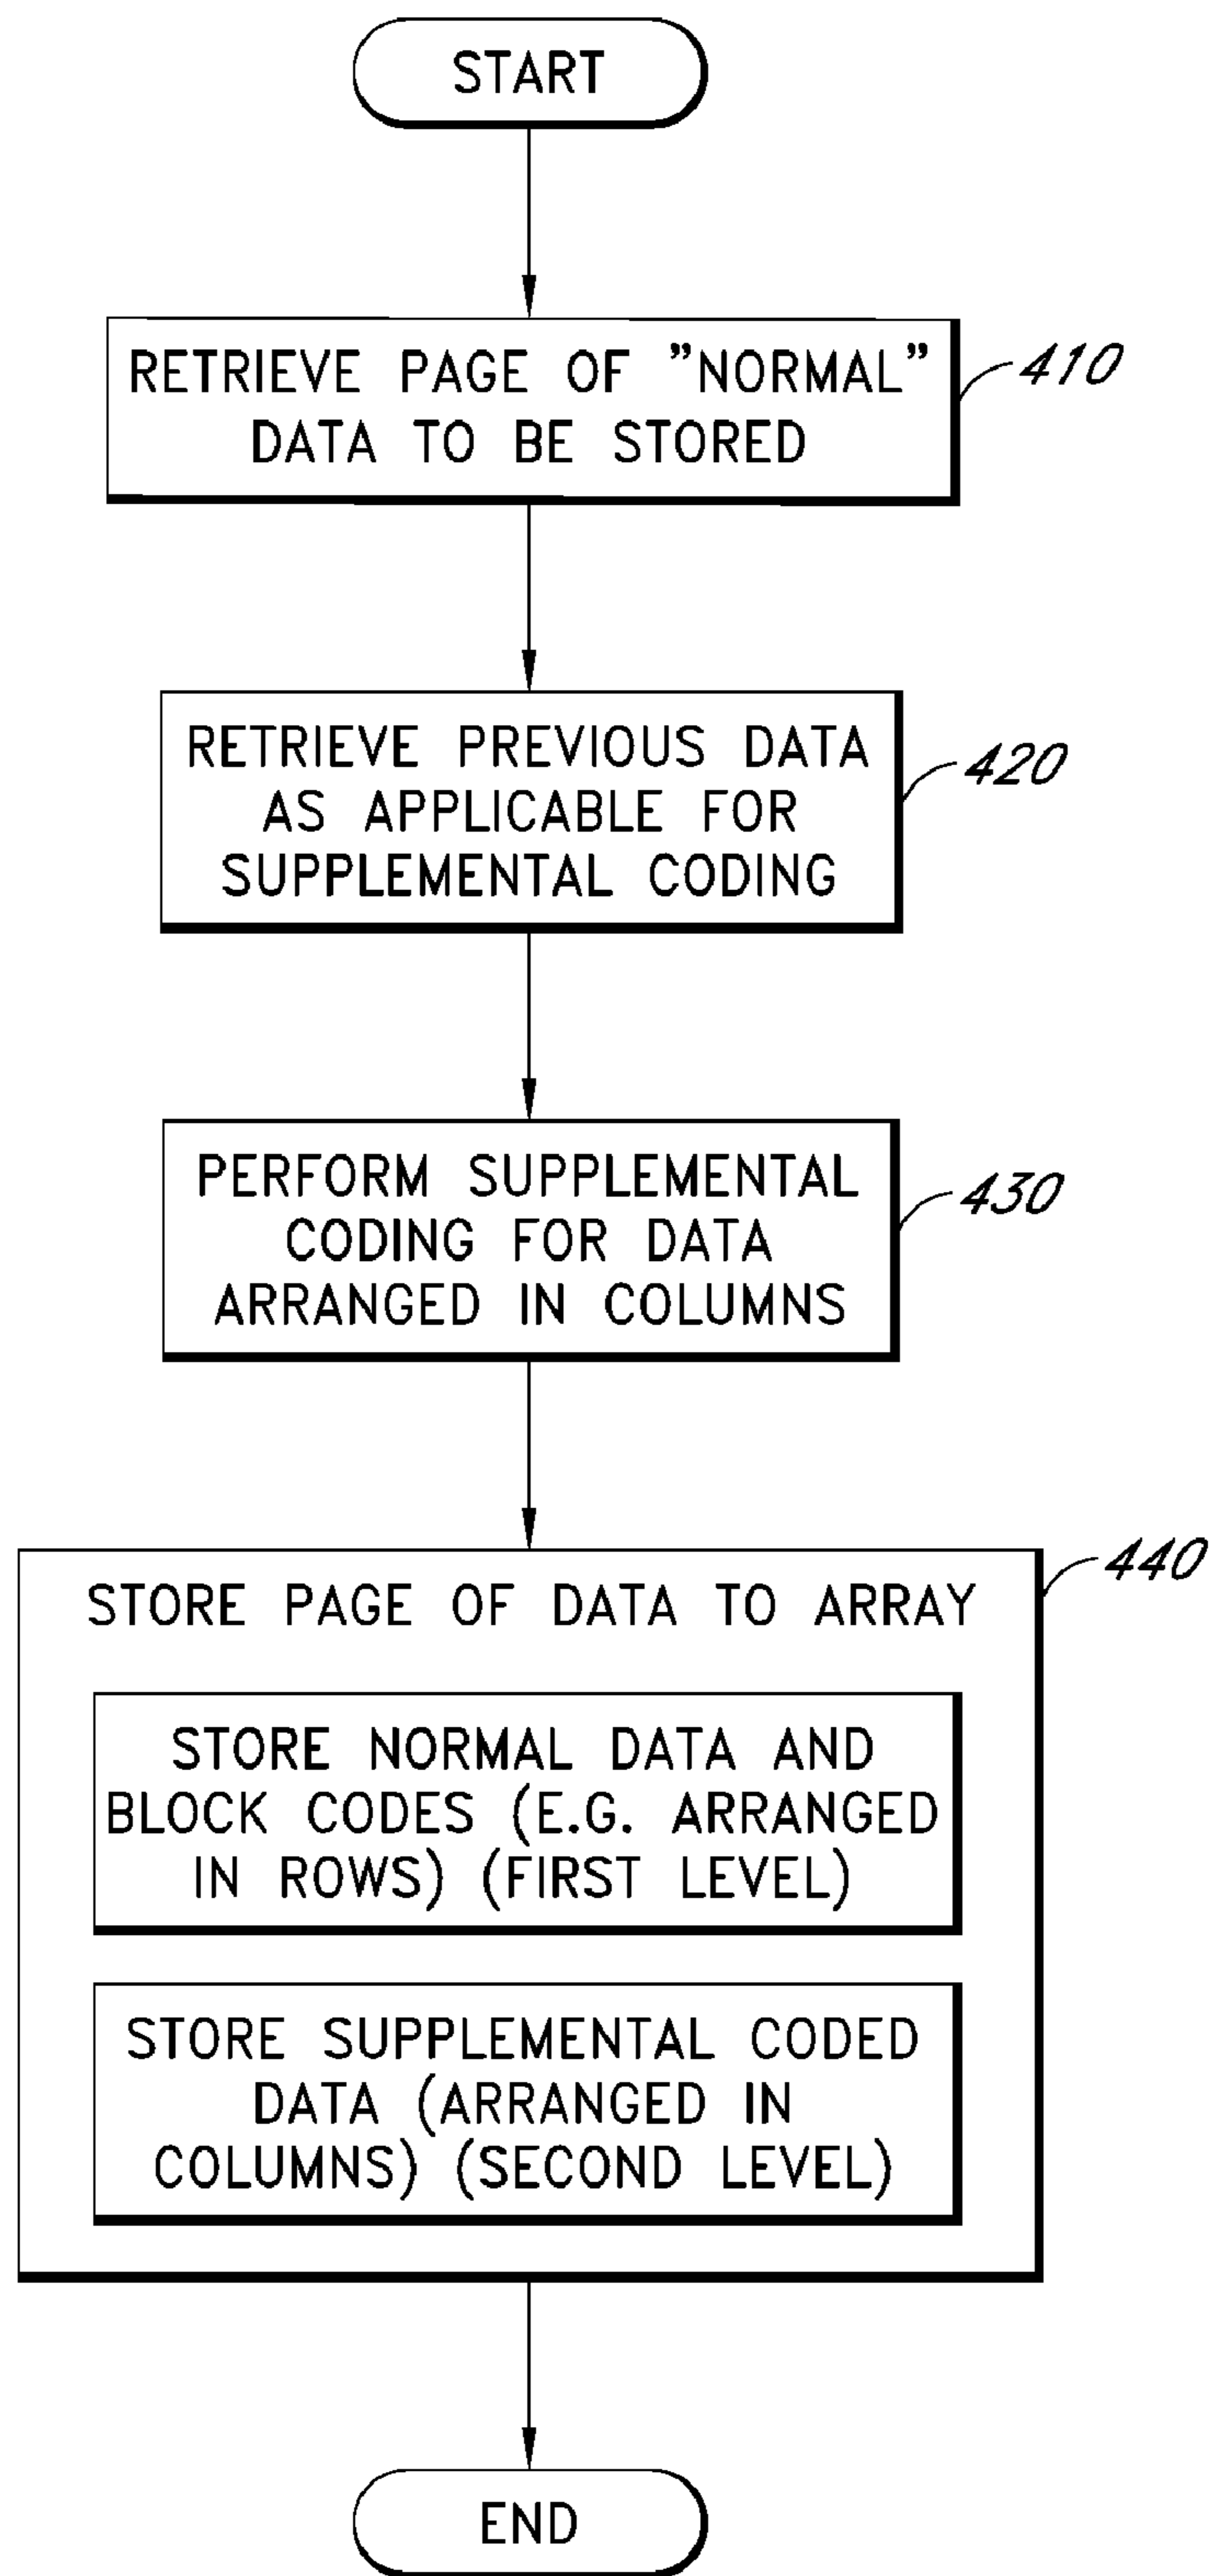 START
RETRIEVE PAGE OF ”NORMAL”
DATA TO BE STORED
410
RETRIEVE PREVIOUS DATA
AS APPLICABLE FOR
SUPPLEMENTAL CODING
420
PERFORM SUPPLEMENTAL
CODING FOR DATA
ARRANGED IN COLUMNS
430
440
STORE PAGE OF DATA TO ARRAY
STORE NORMAL DATA AND
BLOCK CODES (E.G. ARRANGED
IN ROWS) (FIRST LEVEL)
STORE SUPPLEMENTAL CODED
DATA (ARRANGED IN
COLUMNS) (SECOND LEVEL)
END